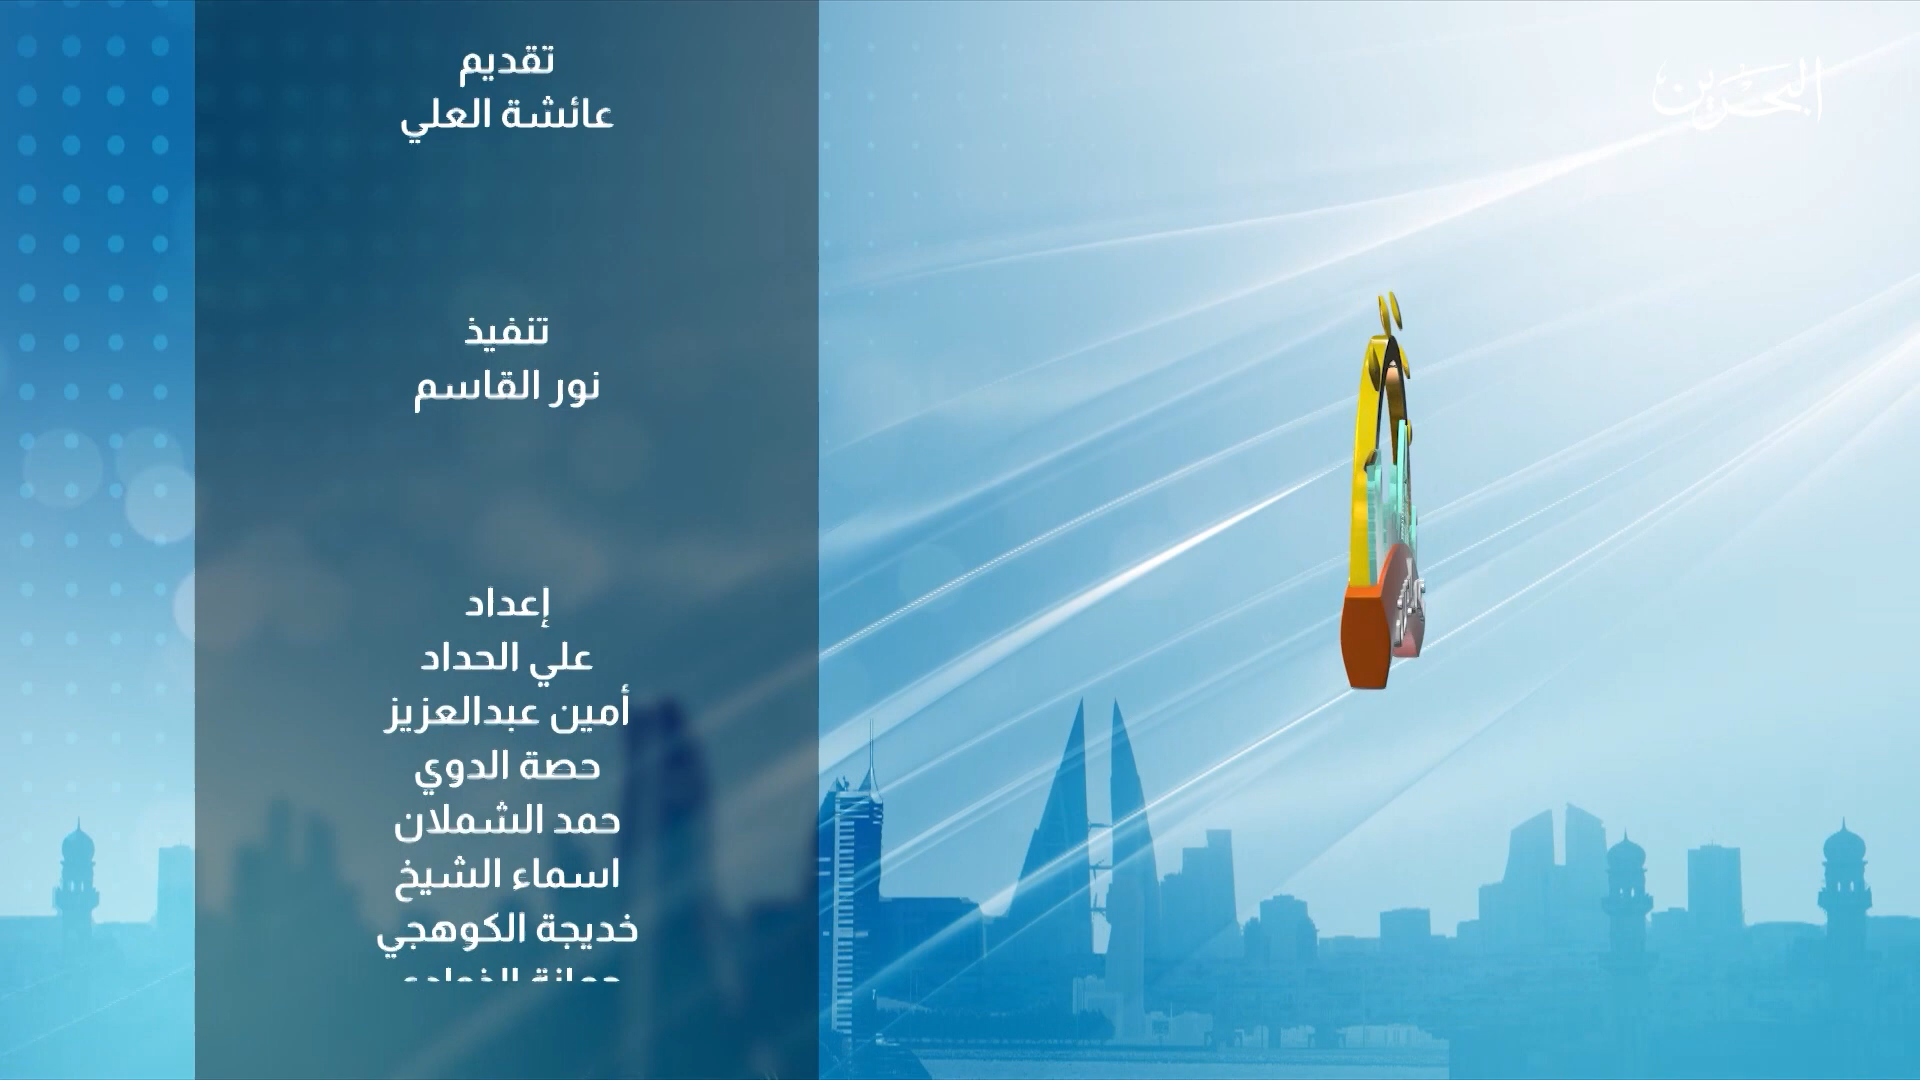 البحرين
تقديم
عائشة العلي
تنفيذ
نور القاسم
إعداد
علي الحداد
أمين عبدالعزيز
حصة الدوي
حمد الشملان
اسماء الشيخ
خديجة الكوهجي